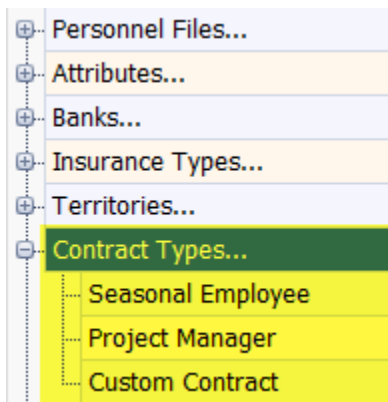 Personnel Files...
Attributes...
Banks...
Insurance Types...
Territories...
Contract Types...
Seasonal Employee
Project Manager
Custom Contract